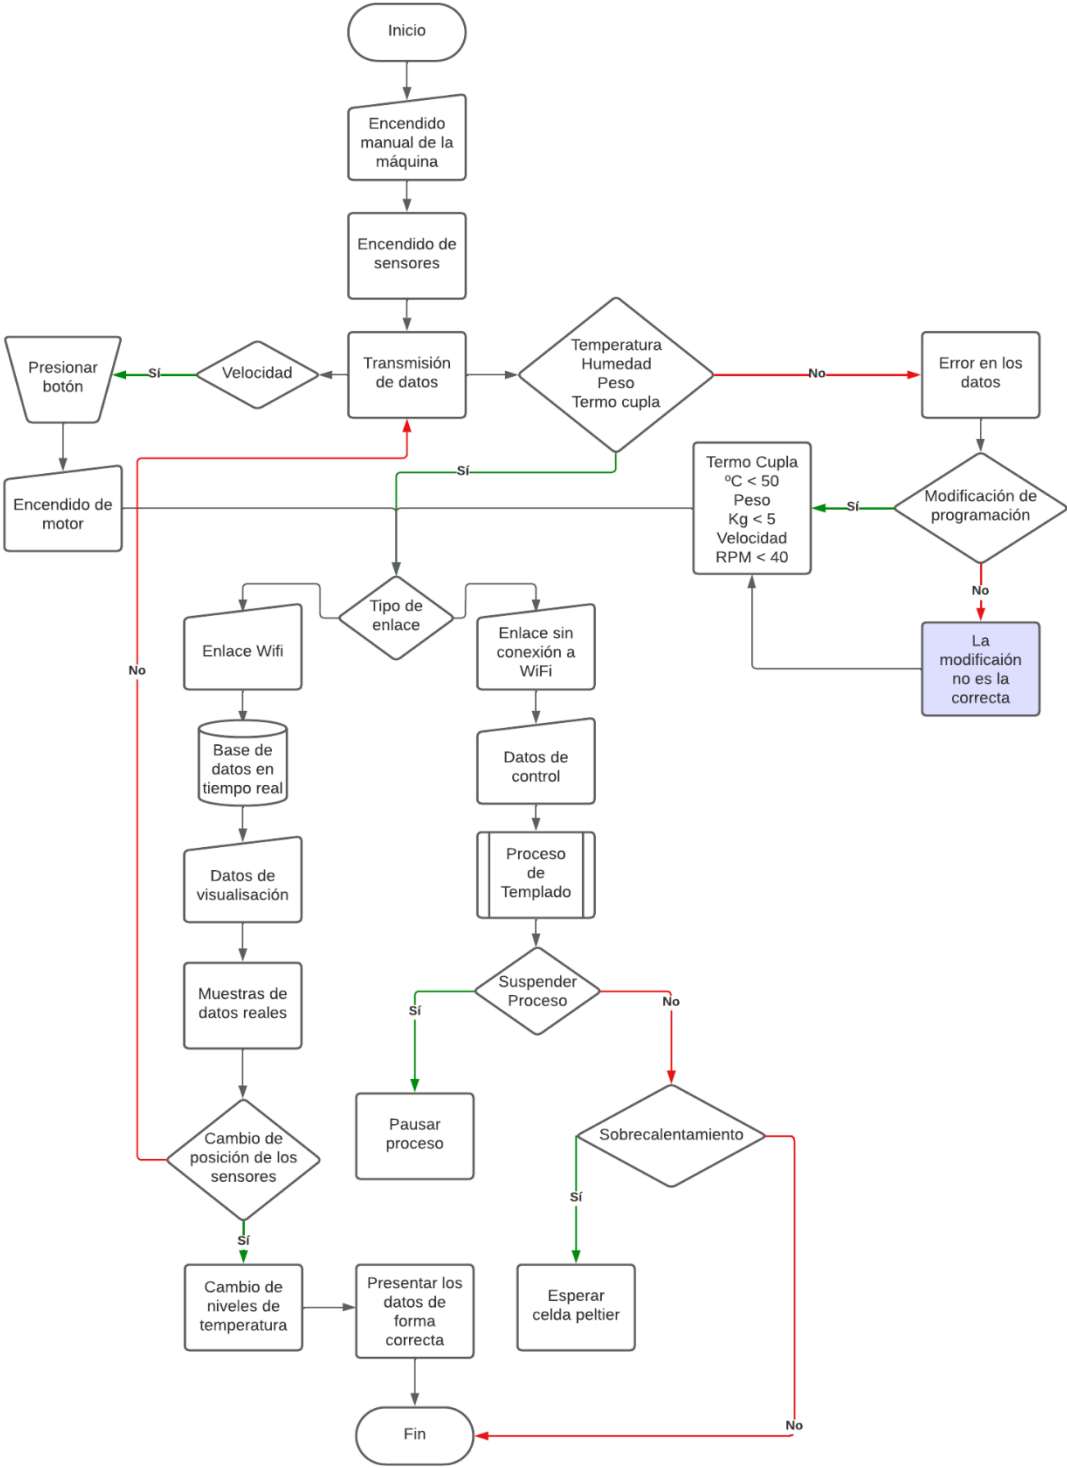 Inicio
Encendido
manual de la
máquina
Encendido de
sensores
Presionar
botón
Sí
Velocidad
Transmisión
de datos
Temperatura
Humedad
Peso
Termo cupla
No
Error en los
datos
Sí
Encendido de
motor
Termo Cupla
ºC < 50
Peso
Kg < 5
Velocidad
RPM < 40
Sí
Modificación de
programación
No
Tipo de
enlace
Enlace Wifi
Enlace sin
conexión a
WiFi
La
modificaión
no es la
correcta
No
Base de
datos en
tiempo real
Datos de
control
Datos de
visualisación
Proceso
de
Templado
Muestras de
datos reales
Suspender
Proceso
Sí
No
Cambio de
posición de los
sensores
Pausar
proceso
Sobrecalentamiento
Sí
Sí
Cambio de
niveles de
temperatura
Presentar los
datos de
forma
correcta
Esperar
celda peltier
No
Fin